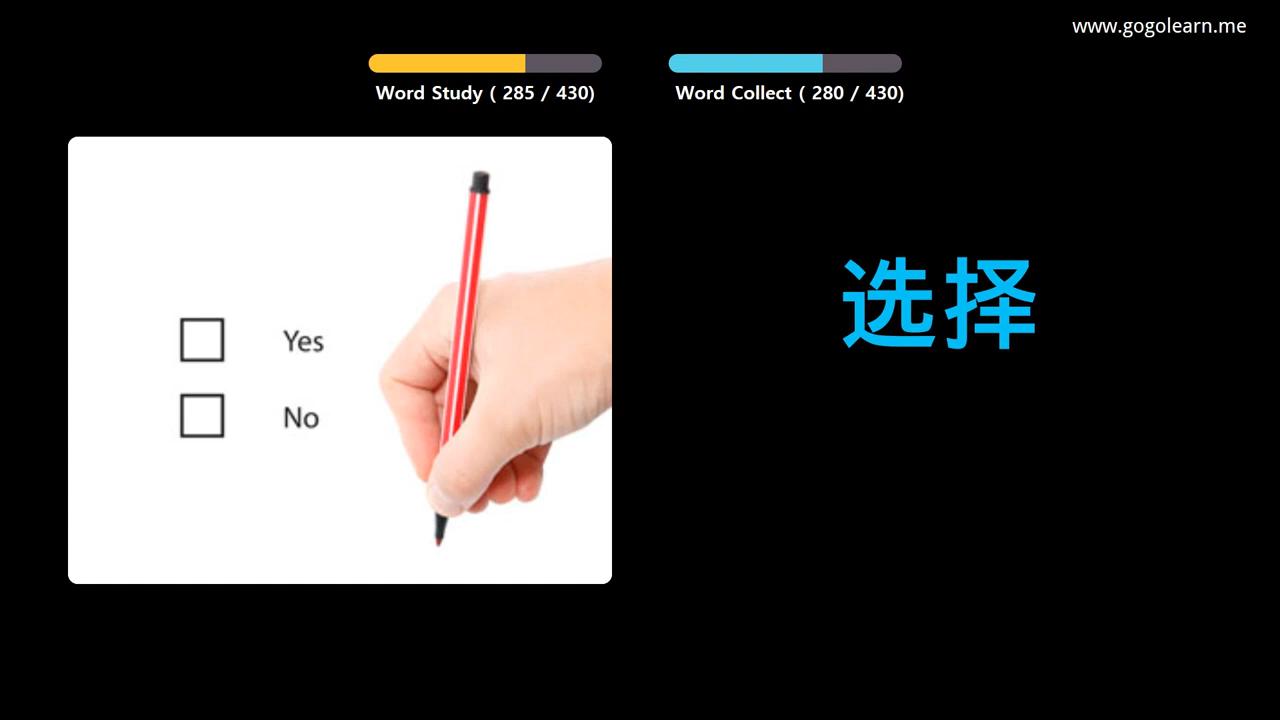 www.gogolearn.me
Word Study ( 285 / 430)
Word Collect ( 280 / 430)
Yes
No
选择